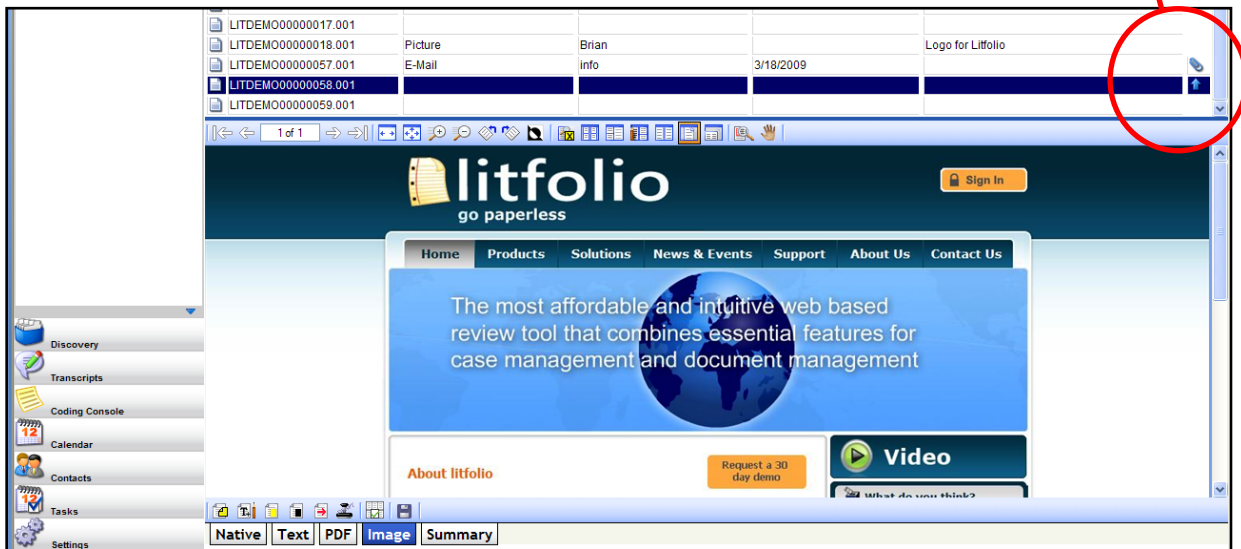 LITDEMO00000017.001
LITDEMO00000018.001 Picture Brian Logo for Litfolio
LITDEMO00000057.001 E-Mail info 3/18/2009
LITDEMO00000058.001
LITDEMO00000059.001
1 of 1
litfolio
go paperless
Sign In
Home Products Solutions News & Events Support About Us Contact Us
The most affordable and intuitive web based
review tool that combines essential features for
case management and document management
About litfolio
Request a 30
day demo
Video
What do you think?
Discovery
Transcripts
Coding Console
12
Calendar
Contacts
12
Tasks
Settings
Native Text PDF Image Summary